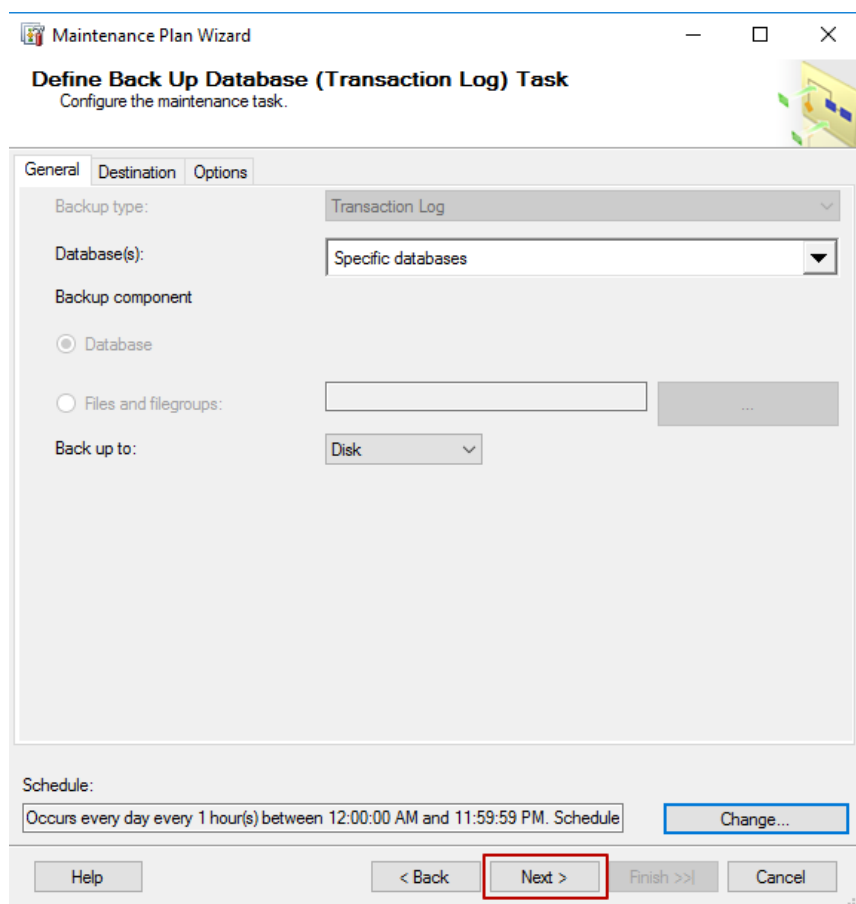 Maintenance Plan Wizard
Define Back Up Database (Transaction Log) Task
Configure the maintenance task.
General Destination Options
Backup type: Transaction Log
Database(s): Specific databases
Backup component
Database
Files and filegroups: ...
Back up to: Disk
Schedule:
Occurs every day every 1 hour(s) between 12:00:00 AM and 11:59:59 PM. Schedule Change...
Help < Back Next > Finish >>| Cancel